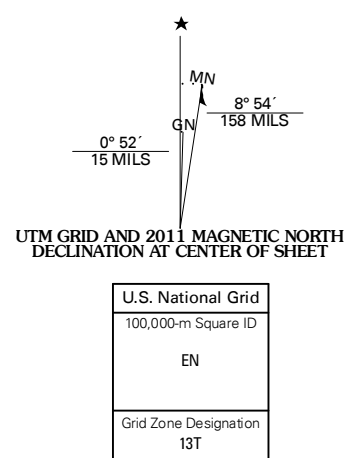 ★
MN
8° 54´
158 MILS
GN
0° 52´
15 MILS
UTM GRID AND 2011 MAGNETIC NORTH
DECLINATION AT CENTER OF SHEET
U.S. National Grid
100,000-m Square ID
EN
Grid Zone Designation
13T